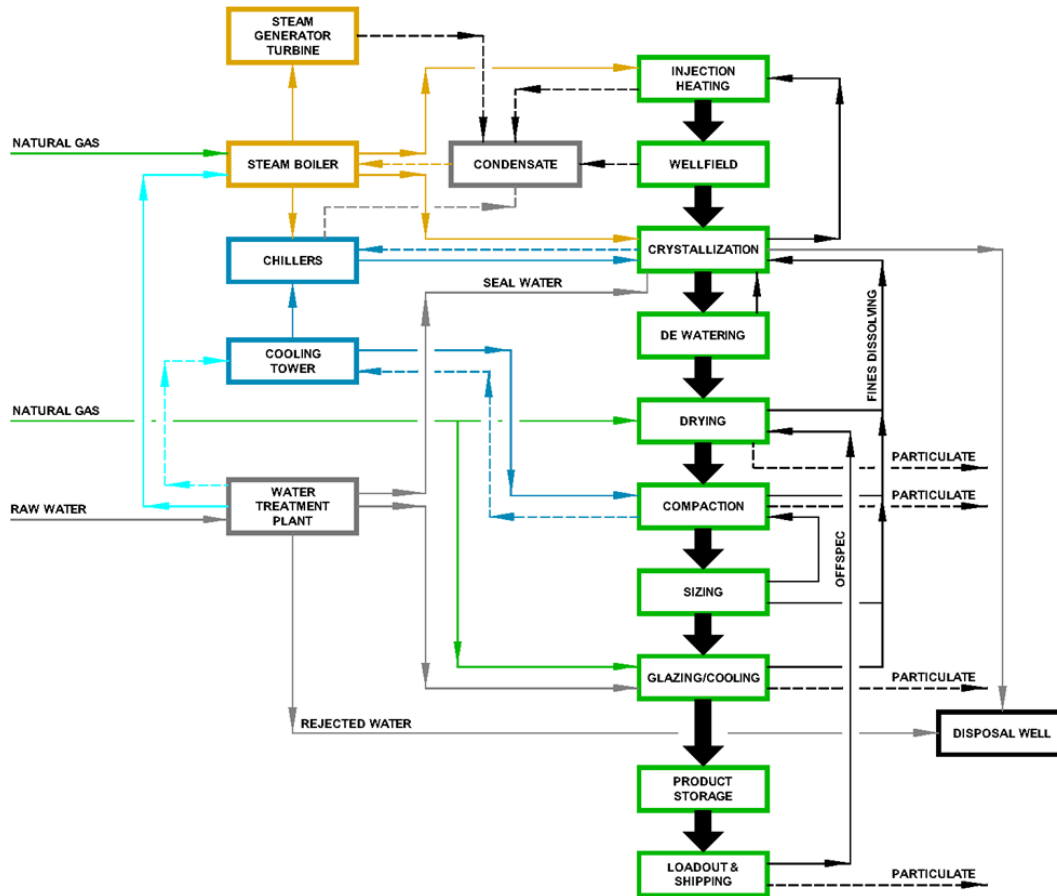 STEAM
GENERATOR
TURBINE
INJECTION
HEATING
NATURAL GAS
STEAM BOILER
CONDENSATE
WELLFIELD
CHILLERS
CRYSTALLIZATION
SEAL WATER
DE WATERING
COOLING
TOWER
FINES DISSOLVING
NATURAL GAS
DRYING
PARTICULATE
WATER
TREATMENT
PLANT
COMPACTION
PARTICULATE
RAW WATER
OFFSPEC
SIZING
GLAZING/COOLING
PARTICULATE
REJECTED WATER
DISPOSAL WELL
PRODUCT
STORAGE
LOADOUT &
SHIPPING
PARTICULATE